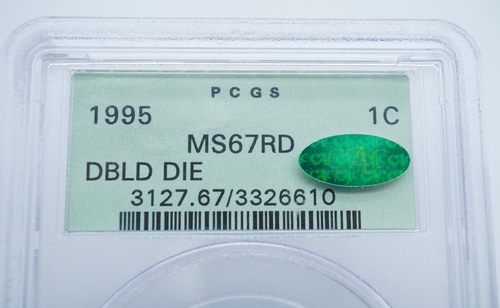 PCGS
1995 1C
MS67RD
DBLD DIE
3127.67/3326610